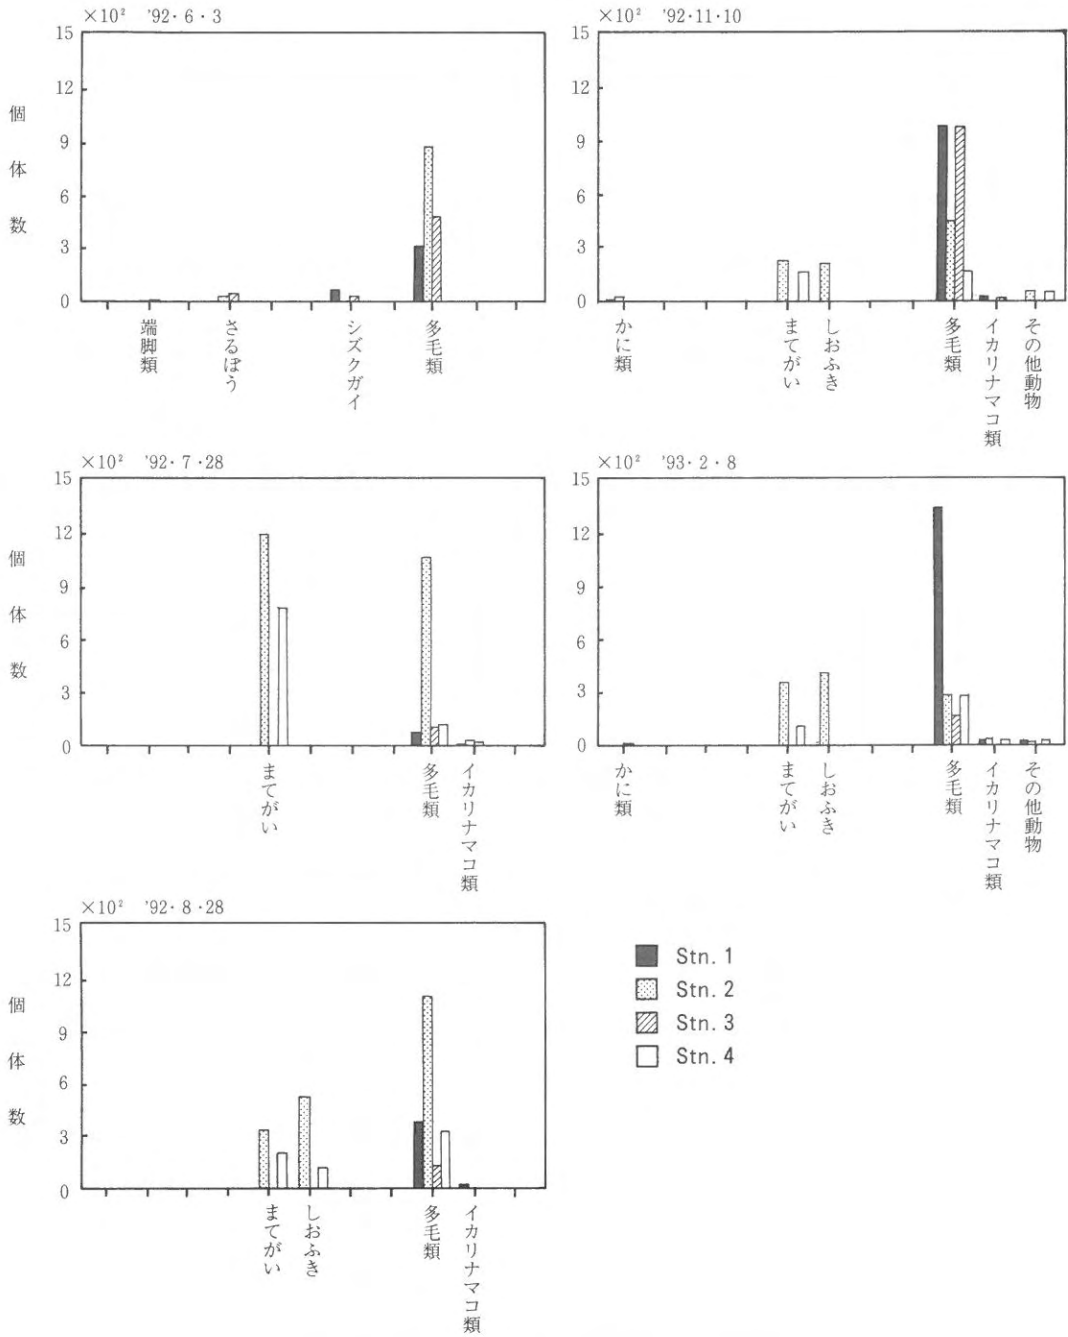 ×10² '92・6・3
15
12
9
6
3
0
個体数
端脚類
さるぼう
シズクガイ
多毛類
×10² '92・11・10
15
12
9
6
3
0
かに類
まてがい
しおふき
多毛類
イカリナマコ類
その他動物
×10² '92・7・28
15
12
9
6
3
0
個体数
まてがい
多毛類
イカリナマコ類
×10² '93・2・8
15
12
9
6
3
0
かに類
まてがい
しおふき
多毛類
イカリナマコ類
その他動物
×10² '92・8・28
15
12
9
6
3
0
個体数
まてがい
しおふき
多毛類
イカリナマコ類
Stn. 1
Stn. 2
Stn. 3
Stn. 4